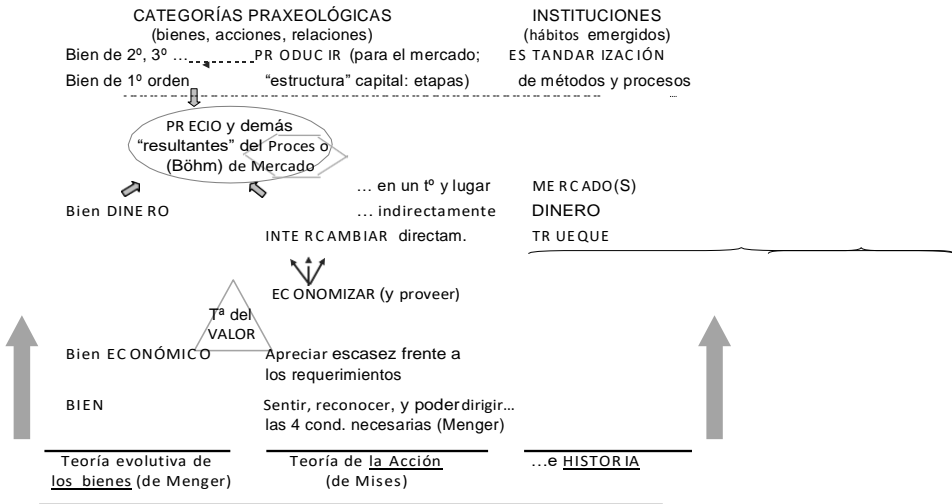 CATEGORÍAS PRAXEOLÓGICAS INSTITUCIONES
(bienes, acciones, relaciones) (hábitos emergidos)
Bien de 2º, 3º … PRODUCIR (para el mercado; ESTANDARIZACIÓN
Bien de 1º orden “estructura” capital: etapas) de métodos y procesos
PRECIO y demás
“resultantes” del Proceso
(Böhm) de Mercado
… en un tº y lugar MERCADO(S)
Bien DINERO … indirectamente DINERO
INTERCAMBIAR directam. TRUEQUE
ECONOMIZAR (y proveer)
Tª del
VALOR
Bien ECONÓMICO Apreciar escasez frente a
los requerimientos
BIEN Sentir, reconocer, y poder dirigir…
las 4 cond. necesarias (Menger)
Teoría evolutiva de Teoría de la Acción …e HISTORIA
los bienes (de Menger) (de Mises)